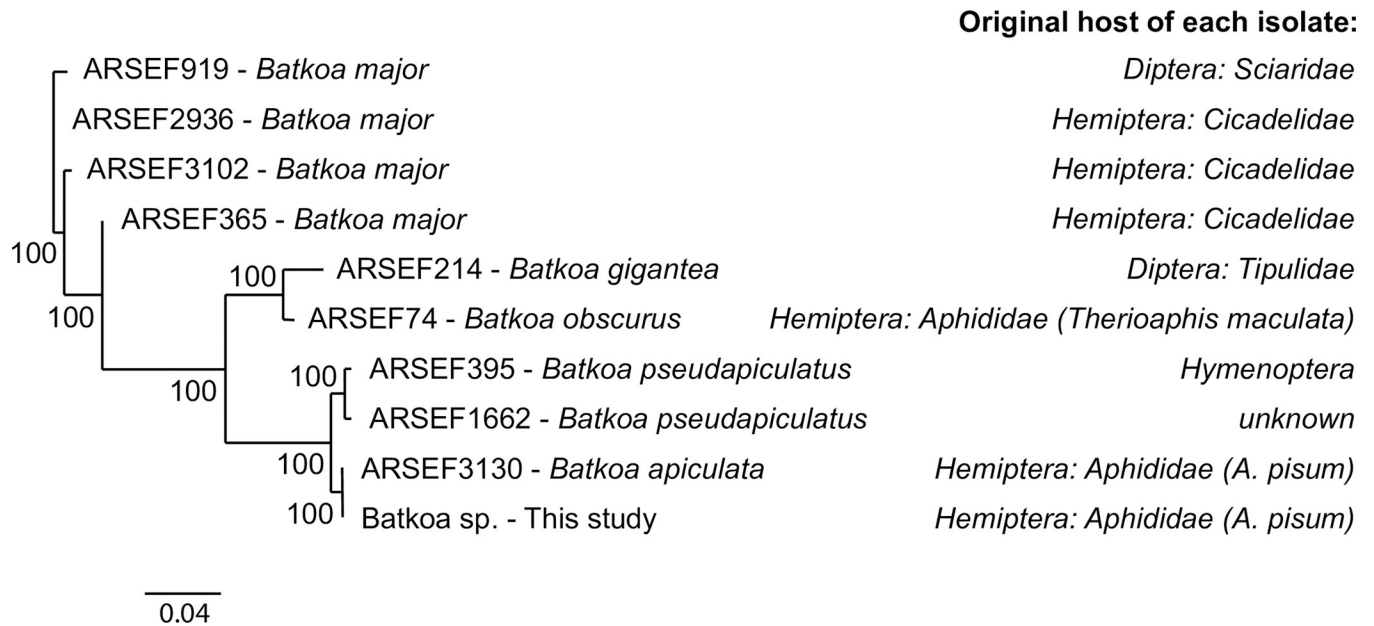 Original host of each isolate:
ARSEF919 - Batkoa major Diptera: Sciaridae
ARSEF2936 - Batkoa major Hemiptera: Cicadelidae
ARSEF3102 - Batkoa major Hemiptera: Cicadelidae
ARSEF365 - Batkoa major Hemiptera: Cicadelidae
100
100 ARSEF214 - Batkoa gigantea Diptera: Tipulidae
100 ARSEF74 - Batkoa obscurus Hemiptera: Aphididae (Therioaphis maculata)
100 ARSEF395 - Batkoa pseudapiculatus Hymenoptera
100
ARSEF1662 - Batkoa pseudapiculatus unknown
100 ARSEF3130 - Batkoa apiculata Hemiptera: Aphididae (A. pisum)
100 Batkoa sp. - This study Hemiptera: Aphididae (A. pisum)
0.04